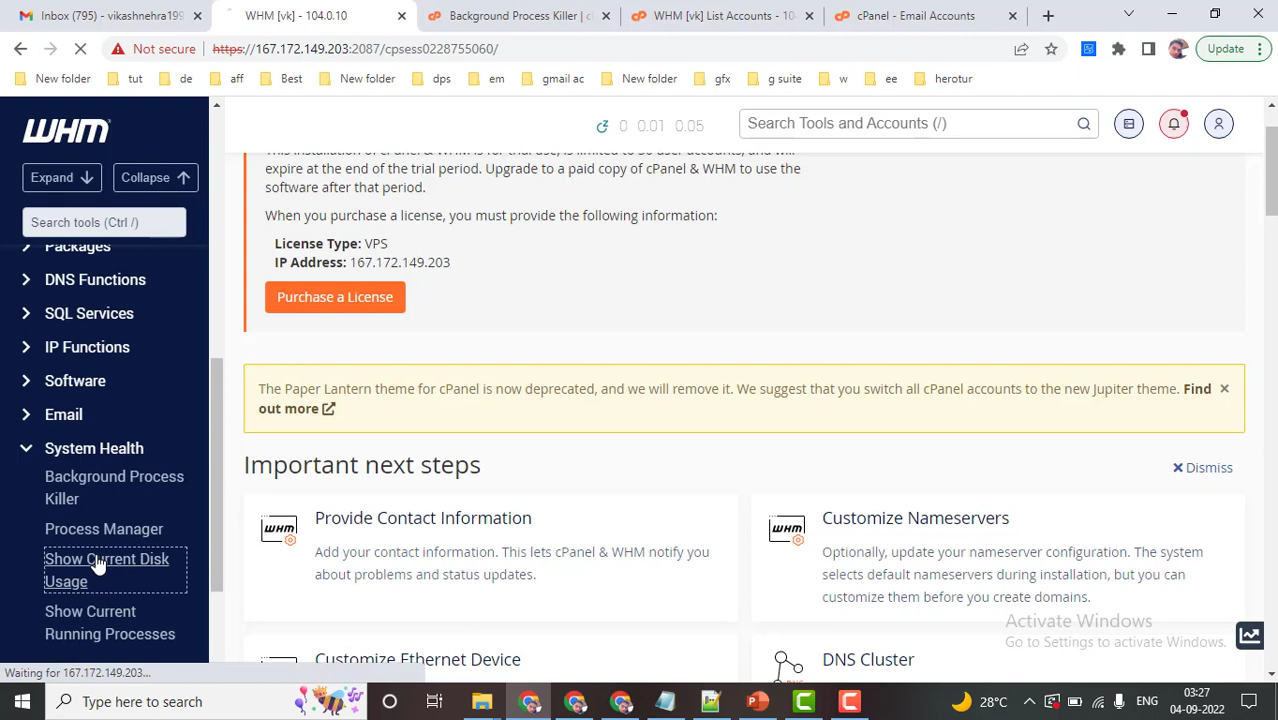 Inbox (795) - vikashnehra199
WHM [vk] - 104.0.10
Background Process Killer | c
WHM [vk] List Accounts - 104
cPanel - Email Accounts
Not secure
https://167.172.149.203:2087/cpsess0228755060/
Update
New folder
tut
de
aff
Best
New folder
dps
em
gmail ac
New folder
gfx
g suite
w
ee
herotur
WHM
Expand
Collapse
Search tools (Ctrl /)
Packages
DNS Functions
SQL Services
IP Functions
Software
Email
System Health
Background Process
Killer
Process Manager
Show Current Disk
Usage
Show Current
Running Processes
0 0.01 0.05
Search Tools and Accounts (/)
expire at the end of the trial period. Upgrade to a paid copy of cPanel & WHM to use the
software after that period.
When you purchase a license, you must provide the following information:
License Type: VPS
IP Address: 167.172.149.203
Purchase a License
The Paper Lantern theme for cPanel is now deprecated, and we will remove it. We suggest that you switch all cPanel accounts to the new Jupiter theme. Find
out more
Important next steps
Dismiss
WHM
Provide Contact Information
Add your contact information. This lets cPanel & WHM notify you
about problems and status updates.
WHM
Customize Nameservers
Optionally, update your nameserver configuration. The system
selects default nameservers during installation, but you can
customize them before you create domains.
Customize Ethernet Device
DNS Cluster
Activate Windows
Go to Settings to activate Windows.
Waiting for 167.172.149.203...
Type here to search
28°C
ENG
03:27
04-09-2022